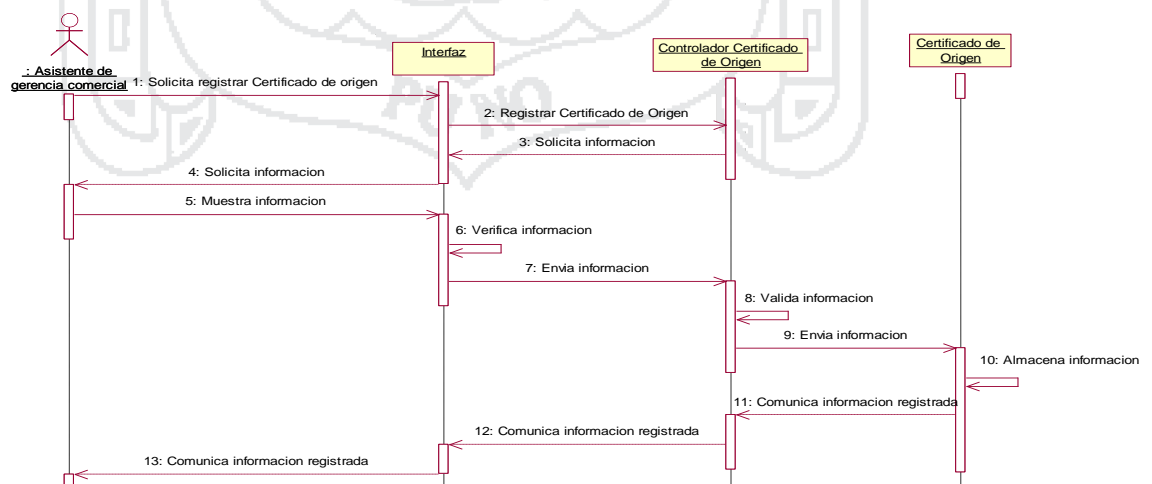 Interfaz
Controlador Certificado
de Origen
Certificado de
Origen
: Asistente de
gerencia comercial
1: Solicita registrar Certificado de origen
2: Registrar Certificado de Origen
3: Solicita informacion
4: Solicita informacion
5: Muestra informacion
6: Verifica informacion
7: Envia informacion
8: Valida informacion
9: Envia informacion
10: Almacena informacion
11: Comunica informacion registrada
12: Comunica informacion registrada
13: Comunica informacion registrada